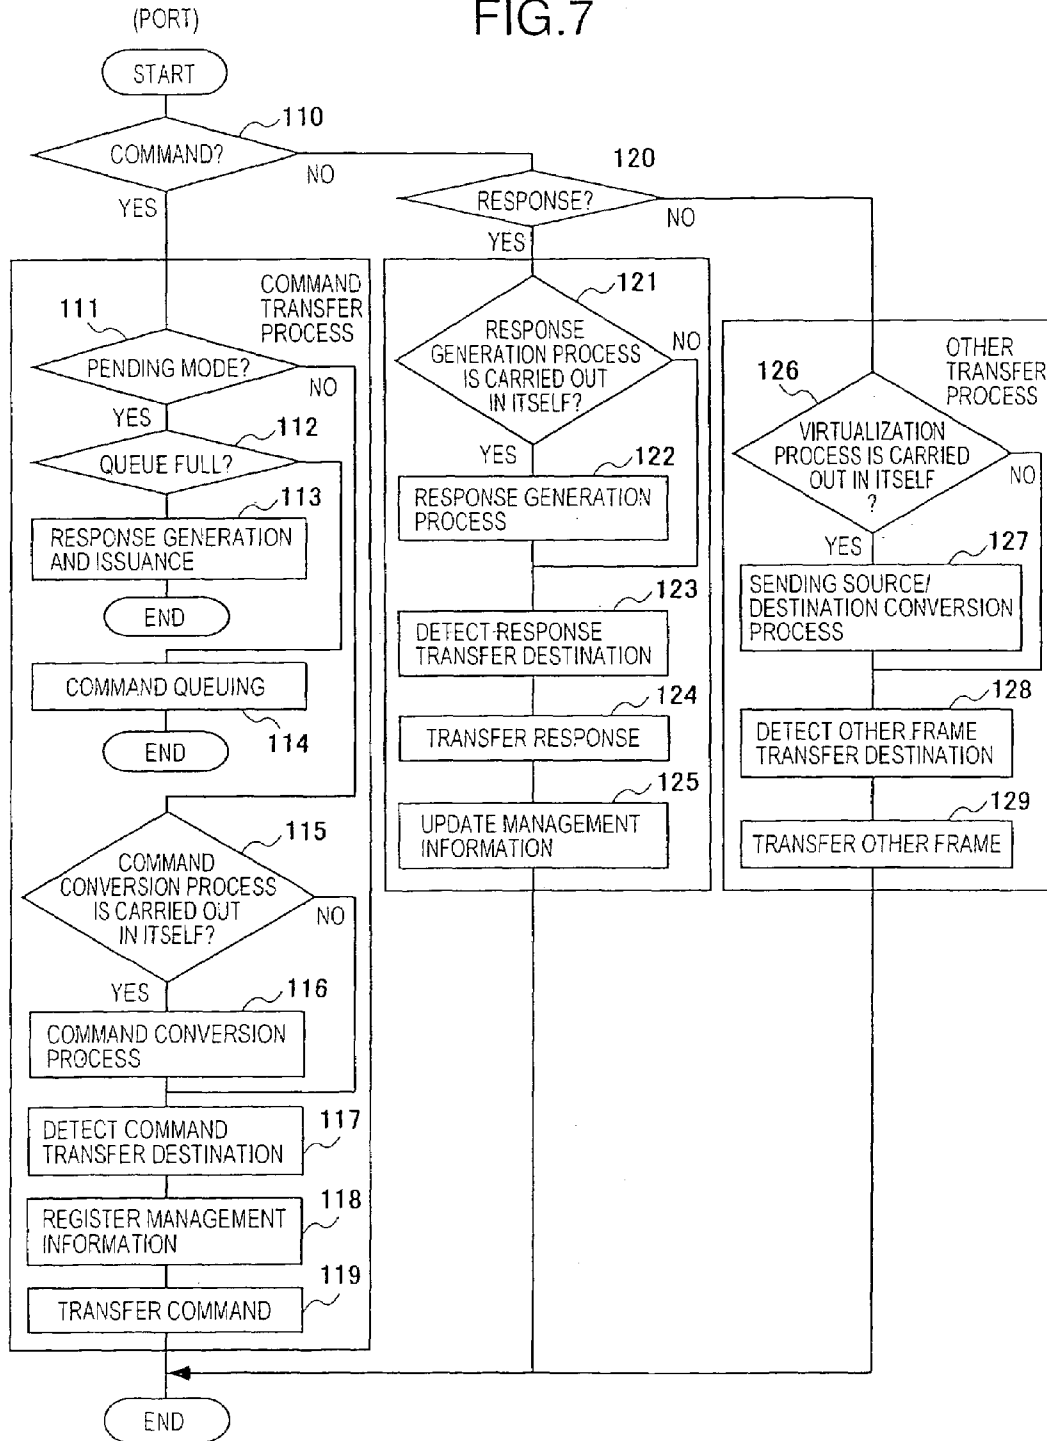 (PORT)
FIG.7
START
110
COMMAND?
NO
YES
120
RESPONSE?
NO
YES
COMMAND
TRANSFER
PROCESS
111
PENDING MODE?
NO
YES
112
QUEUE FULL?
113
RESPONSE GENERATION
AND ISSUANCE
END
COMMAND QUEUING
114
END
115
COMMAND
CONVERSION PROCESS
IS CARRIED OUT
IN ITSELF?
NO
YES
116
COMMAND CONVERSION
PROCESS
117
DETECT COMMAND
TRANSFER DESTINATION
118
REGISTER MANAGEMENT
INFORMATION
119
TRANSFER COMMAND
END
121
RESPONSE
GENERATION PROCESS
IS CARRIED OUT
IN ITSELF?
NO
YES
122
RESPONSE GENERATION
PROCESS
123
DETECT RESPONSE
TRANSFER DESTINATION
124
TRANSFER RESPONSE
125
UPDATE MANAGEMENT
INFORMATION
OTHER
TRANSFER
PROCESS
126
VIRTUALIZATION
PROCESS IS CARRIED
OUT IN ITSELF
?
NO
YES
127
SENDING SOURCE/
DESTINATION CONVERSION
PROCESS
128
DETECT OTHER FRAME
TRANSFER DESTINATION
129
TRANSFER OTHER FRAME